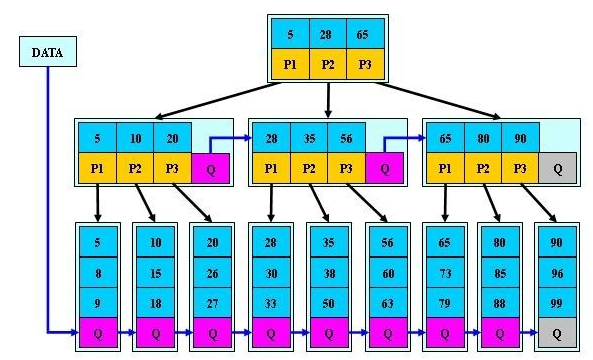 5 28 65
DATA
P1 P2 P3
5 10 20
28 35 56
65 80 90
P1 P2 P3 Q
P1 P2 P3 Q
P1 P2 P3 Q
5 10 20 28 35 56 65 80 90
8 15 26 30 38 60 73 85 96
9 18 27 33 50 63 79 88 99
Q Q Q Q Q Q Q Q Q